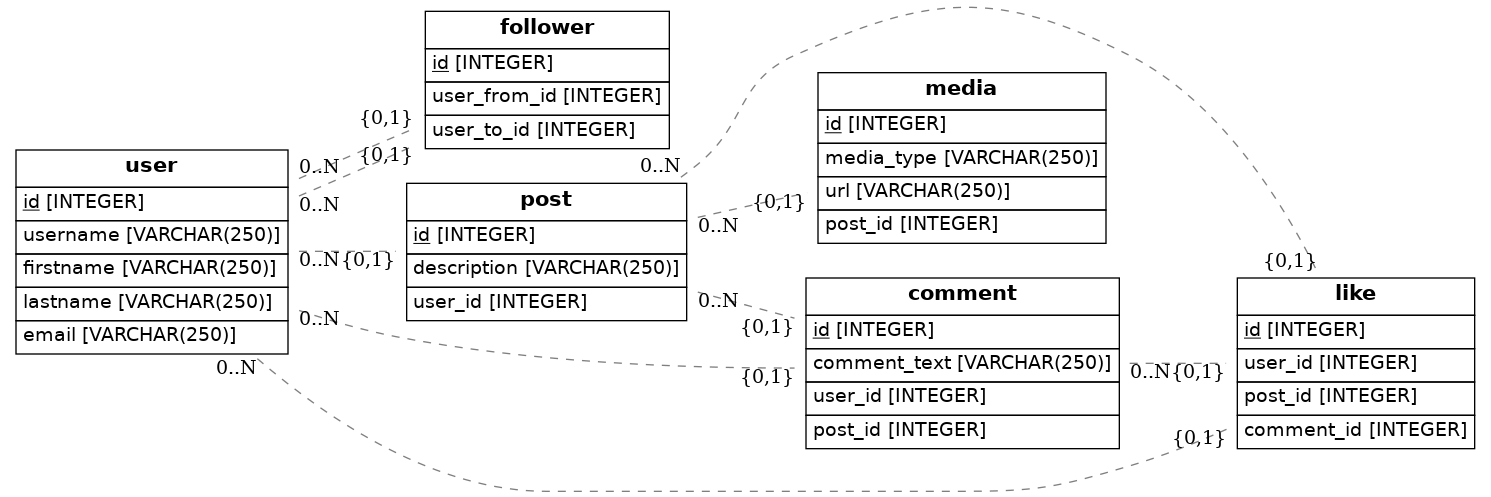 follower
id [INTEGER]
user_from_id [INTEGER]
user_to_id [INTEGER]
{0,1}
{0,1}
0..N
0..N
user
id [INTEGER]
username [VARCHAR(250)]
firstname [VARCHAR(250)]
lastname [VARCHAR(250)]
email [VARCHAR(250)]
0..N{0,1}
0..N
0..N
post
id [INTEGER]
description [VARCHAR(250)]
user_id [INTEGER]
0..N
0..N
{0,1}
0..N
{0,1}
{0,1}
media
id [INTEGER]
media_type [VARCHAR(250)]
url [VARCHAR(250)]
post_id [INTEGER]
comment
id [INTEGER]
comment_text [VARCHAR(250)]
user_id [INTEGER]
post_id [INTEGER]
{0,1}
0..N{0,1}
{0,1}
like
id [INTEGER]
user_id [INTEGER]
post_id [INTEGER]
comment_id [INTEGER]